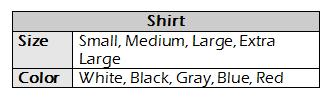 Shirt
Size Small, Medium, Large, Extra
Large
Color White, Black, Gray, Blue, Red